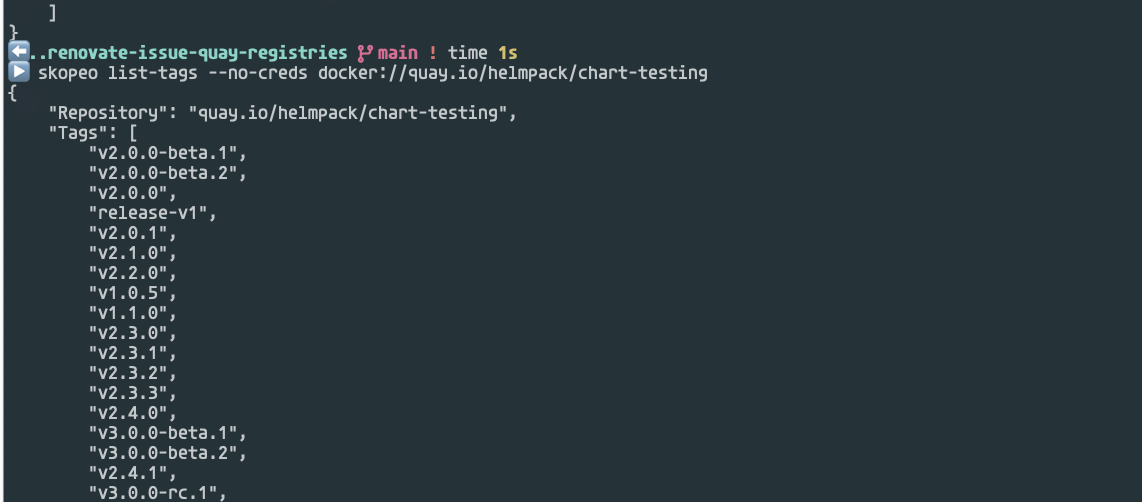 ]
}
..renovate-issue-quay-registries main ! time 1s
skopeo list-tags --no-creds docker://quay.io/helmpack/chart-testing
{
    "Repository": "quay.io/helmpack/chart-testing",
    "Tags": [
        "v2.0.0-beta.1",
        "v2.0.0-beta.2",
        "v2.0.0",
        "release-v1",
        "v2.0.1",
        "v2.1.0",
        "v2.2.0",
        "v1.0.5",
        "v1.1.0",
        "v2.3.0",
        "v2.3.1",
        "v2.3.2",
        "v2.3.3",
        "v2.4.0",
        "v3.0.0-beta.1",
        "v3.0.0-beta.2",
        "v2.4.1",
        "v3.0.0-rc.1",